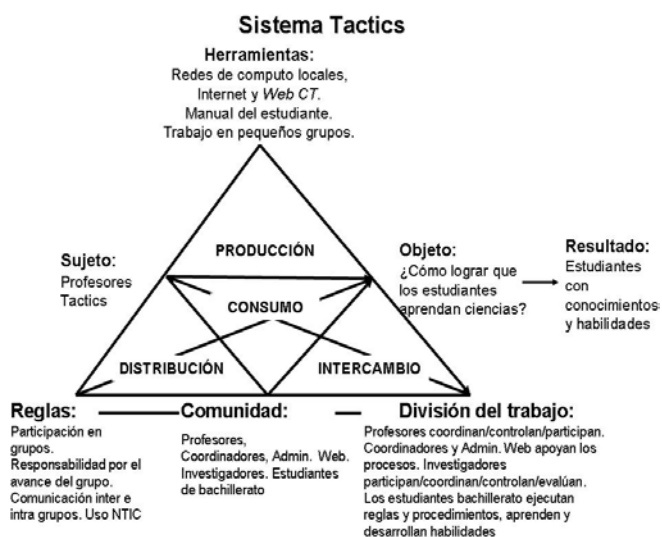 Sistema Tactics
Herramientas:
Redes de computo locales,
Internet y Web CT.
Manual del estudiante.
Trabajo en pequeños grupos.
PRODUCCIÓN
Sujeto:
Profesores
Tactics
Objeto:
¿Cómo lograr que
los estudiantes
aprendan ciencias?
Resultado:
Estudiantes
con
conocimientos
y habilidades
CONSUMO
DISTRIBUCIÓN
INTERCAMBIO
Reglas:
Participación en
grupos.
Responsabilidad por el
avance del grupo.
Comunicación inter e
intra grupos. Uso NTIC
Comunidad:
Profesores,
Coordinadores, Admin. Web.
Investigadores. Estudiantes
de bachillerato
División del trabajo:
Profesores coordinan/controlan/participan.
Coordinadores y Admin. Web apoyan los
procesos. Investigadores
participan/coordinan/controlan/evalúan.
Los estudiantes bachillerato ejecutan
reglas y procedimientos, aprenden y
desarrollan habilidades